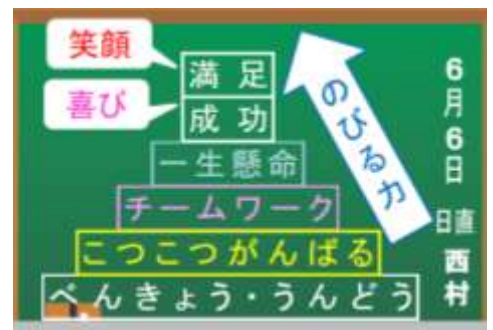 笑顔
喜び
満足
成功
一生懸命
チームワーク
こつこつがんばる
べんきょう・うんどう
のびる力
6月6日
日直
西村